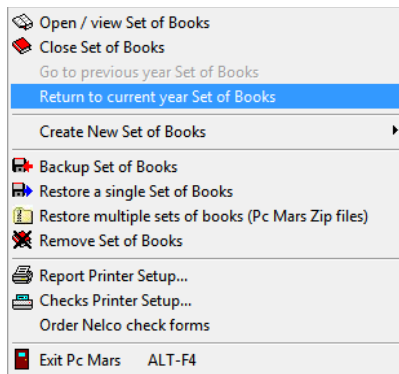 Open / view Set of Books
Close Set of Books
Go to previous year Set of Books
Return to current year Set of Books
Create New Set of Books
Backup Set of Books
Restore a single Set of Books
Restore multiple sets of books (Pc Mars Zip files)
Remove Set of Books
Report Printer Setup...
Checks Printer Setup...
Order Nelco check forms
Exit Pc Mars ALT-F4